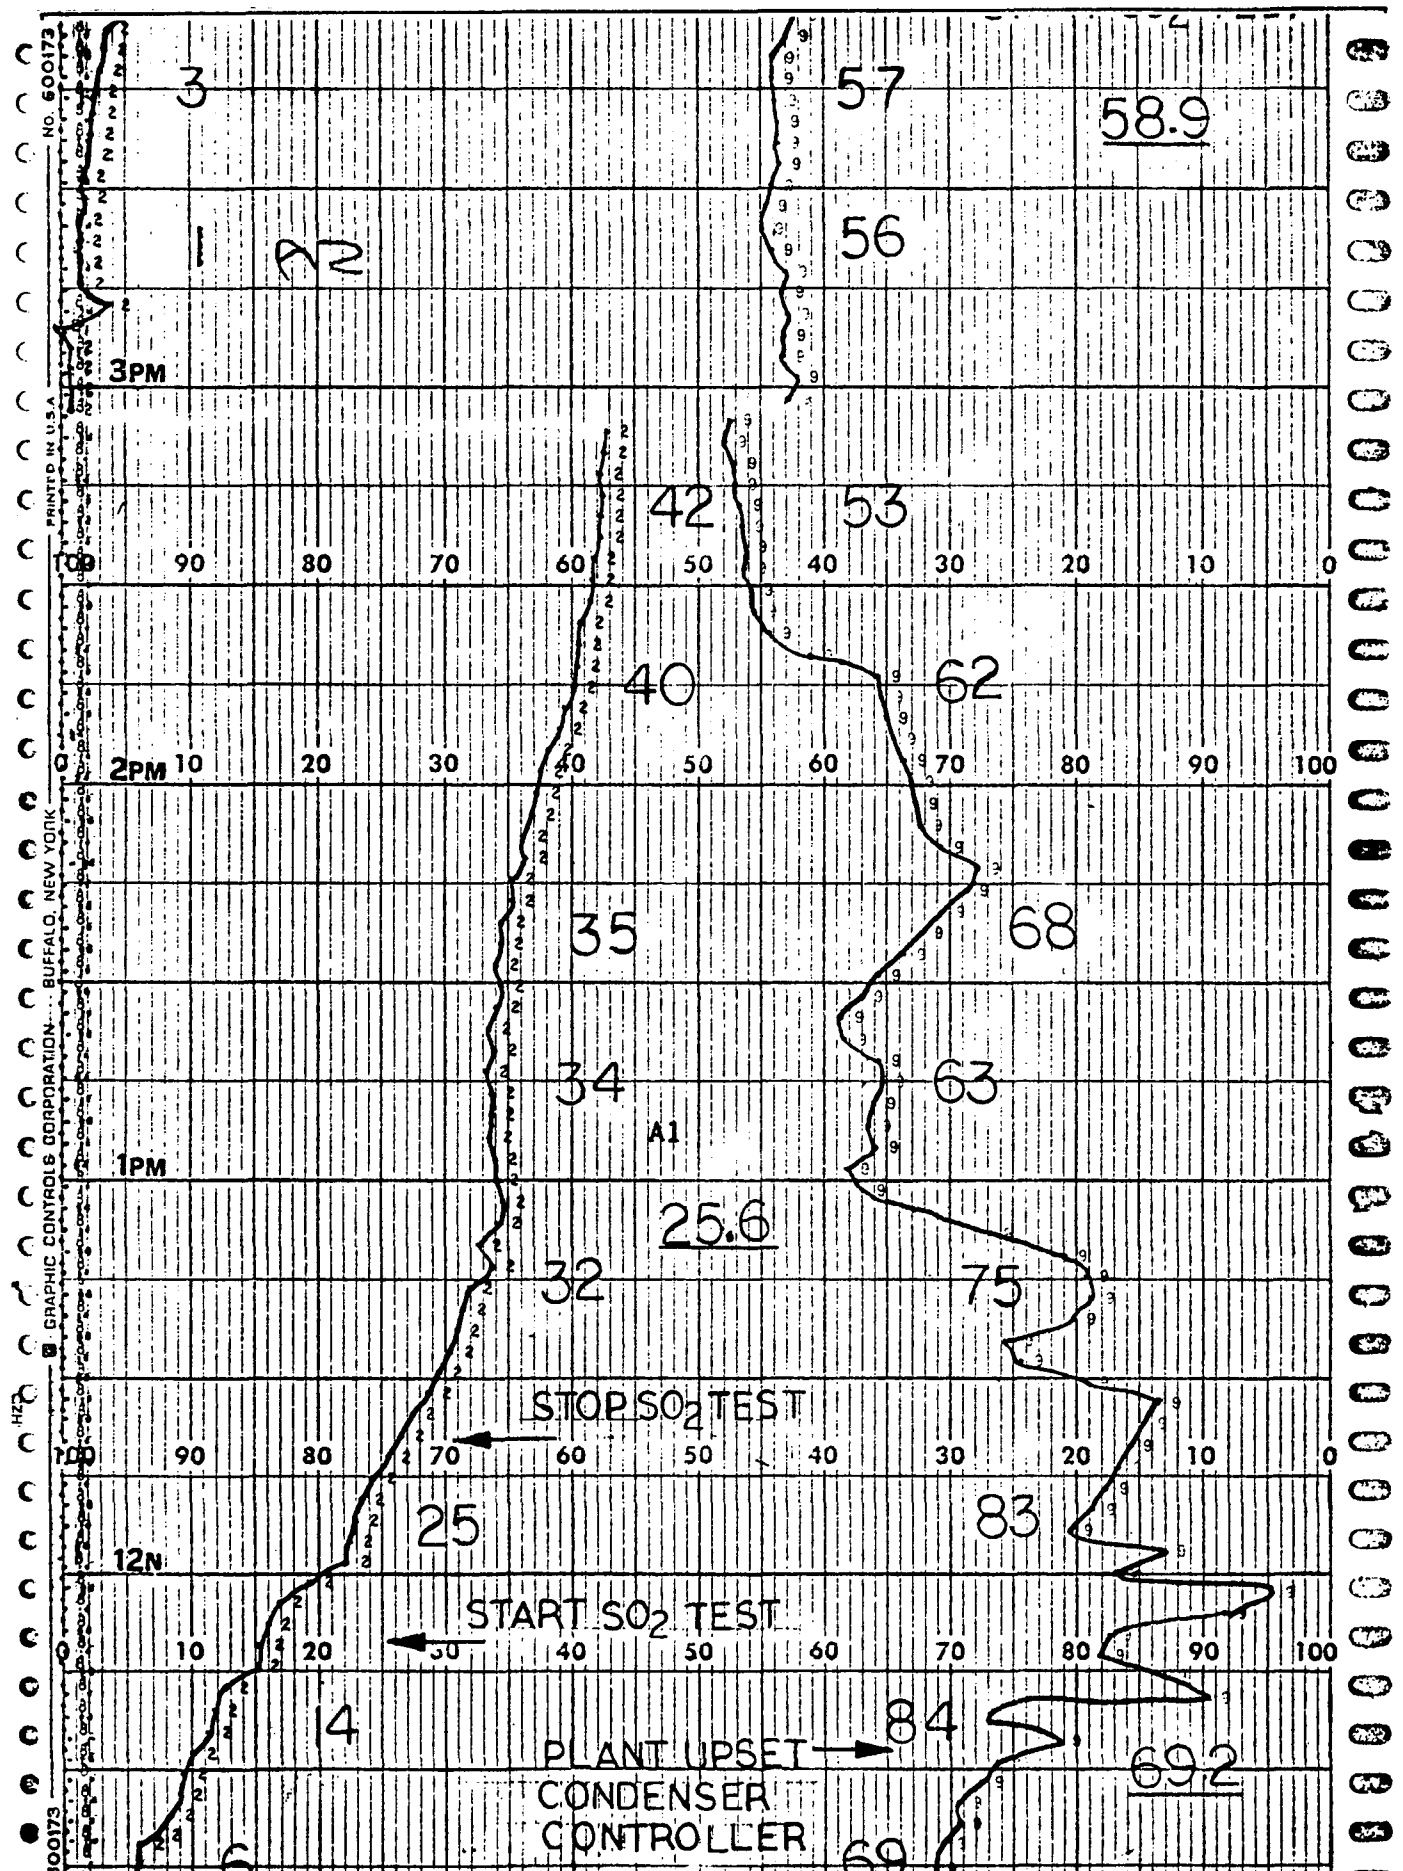 No. 600173
3
57
58.9
1
A2
56
3PM
PRINTED IN U.S.A
42
53
100 90 80 70 60 50 40 30 20 10 0
40
62
0 10 20 30 40 50 60 70 80 90 100
2PM
BUFFALO, NEW YORK
35
68
GRAPHIC CONTROLS CORPORATION
34
63
A1
1PM
25.6
32
75
STOP SO2 TEST
100 90 80 70 60 50 40 30 20 10 0
25
83
12N
START SO2 TEST
0 10 20 30 40 50 60 70 80 90 100
14
84
PLANT UPSET
69.2
CONDENSER
CONTROLLER
6
69